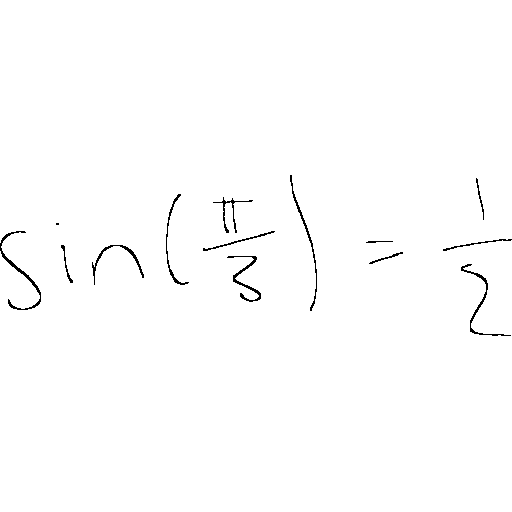 sin(π/3) = 1/2